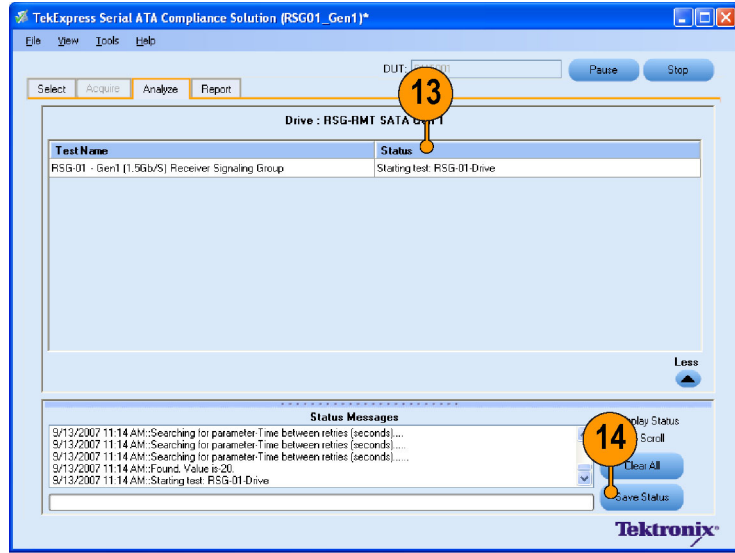 TekExpress Serial ATA Compliance Solution (RSG01_Gen1)*
File View Tools Help
DUT:
Pause Stop
Select Acquire Analyze Report
13
Drive : RSG-RMT SATA
Test Name Status
RSG-01 - Gen1 (1.5Gb/S) Receiver Signaling Group Starting test: RSG-01-Drive
Less
Status Messages
9/13/2007 11:14 AM::Searching for parameter-Time between retries (seconds)....
9/13/2007 11:14 AM::Searching for parameter-Time between retries (seconds).....
9/13/2007 11:14 AM::Searching for parameter-Time between retries (seconds)......
9/13/2007 11:14 AM::Found. Value is-20.
9/13/2007 11:14 AM::Starting test: RSG-01-Drive
Status
Scroll
14
Clear All
Save Status
Tektronix